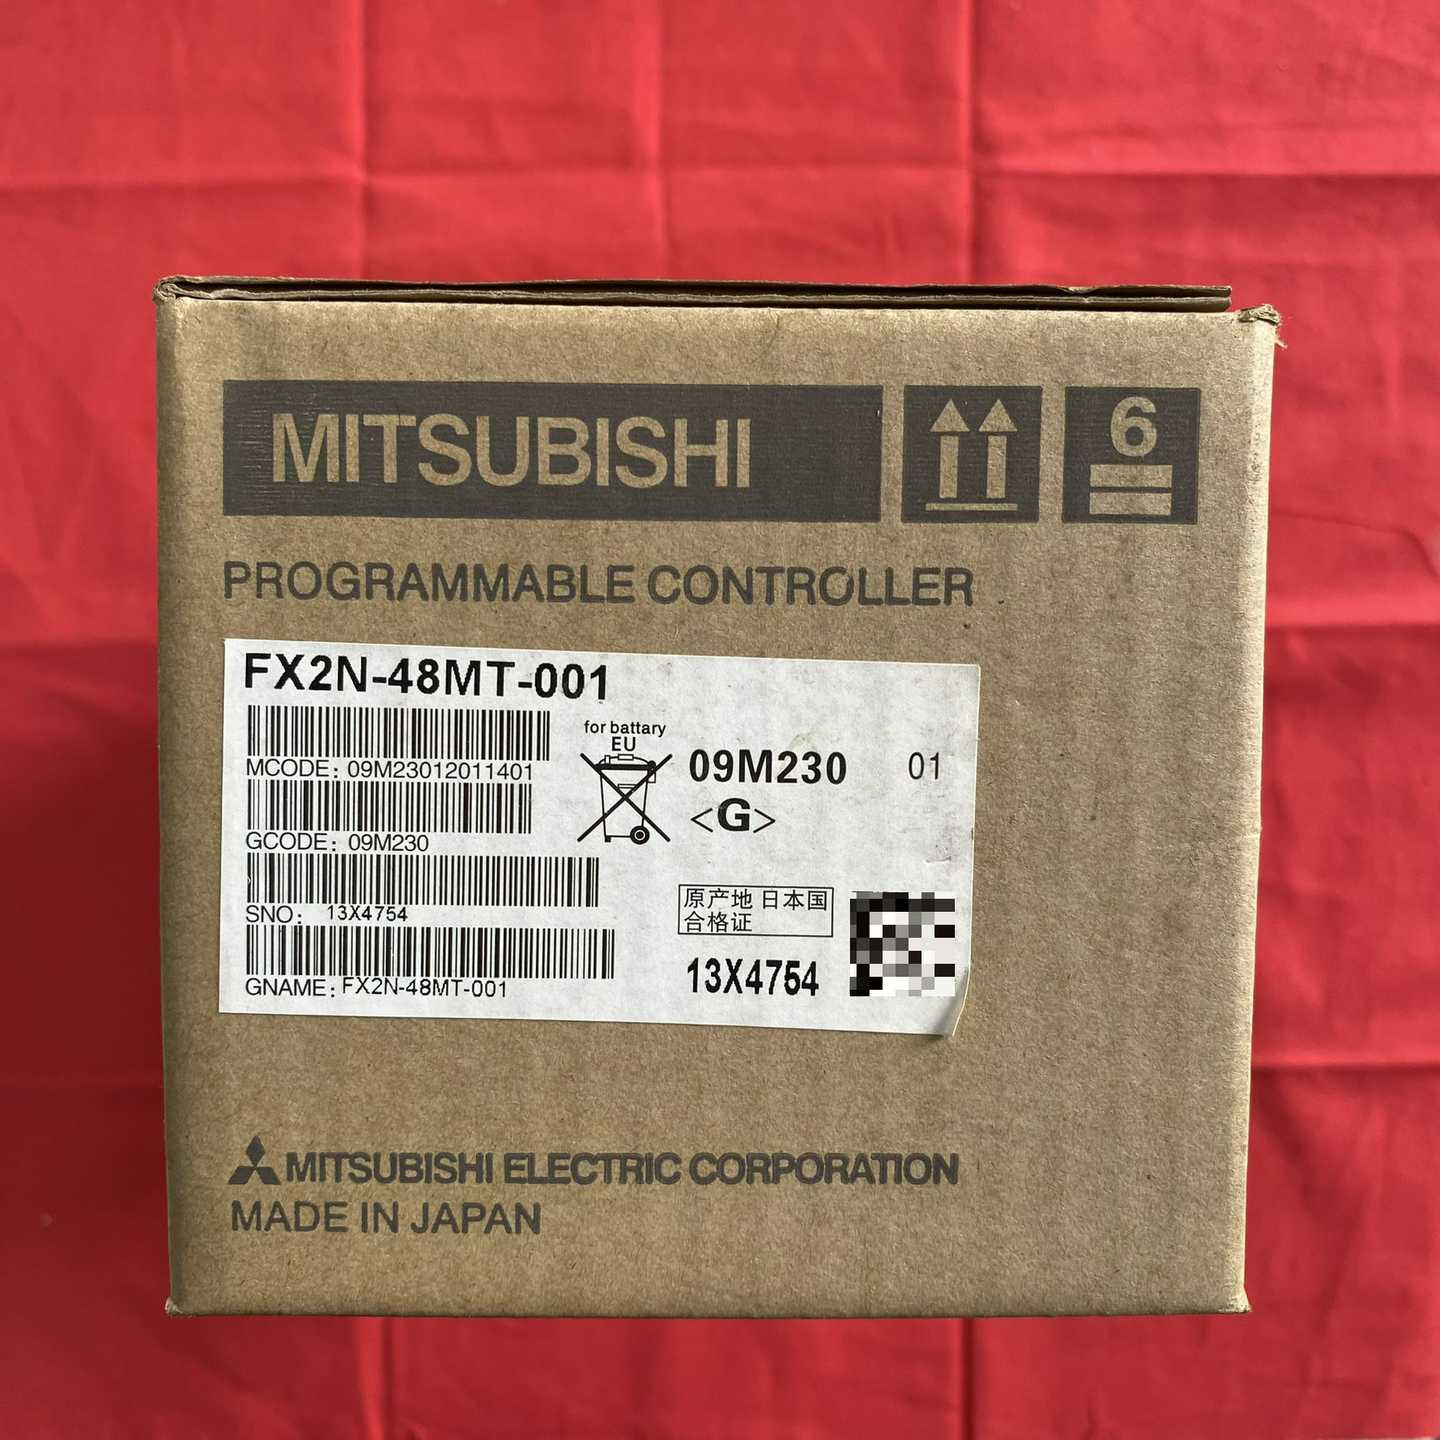 MITSUBISHI
6
PROGRAMMABLE CONTROLLER
FX2N-48MT-001
MCODE: 09M23012011401
GCODE: 09M230
SNO: 13X4754
GNAME: FX2N-48MT-001
for battary
EU
09M230 01
<G>
原产地 日本国
合格证
13X4754
MITSUBISHI ELECTRIC CORPORATION
MADE IN JAPAN